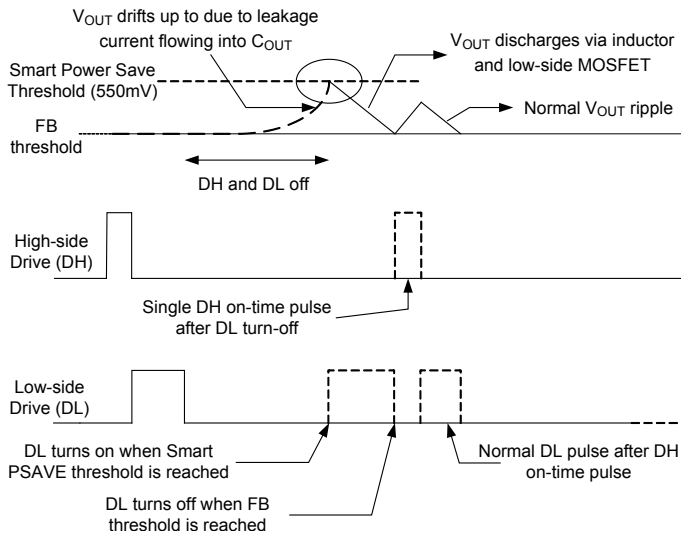 VOUT drifts up to due to leakage
current flowing into COUT
VOUT discharges via inductor
and low-side MOSFET
Smart Power Save
Threshold (550mV)
Normal VOUT ripple
FB
threshold
DH and DL off
High-side
Drive (DH)
Single DH on-time pulse
after DL turn-off
Low-side
Drive (DL)
DL turns on when Smart
PSAVE threshold is reached
Normal DL pulse after DH
on-time pulse
DL turns off when FB
threshold is reached